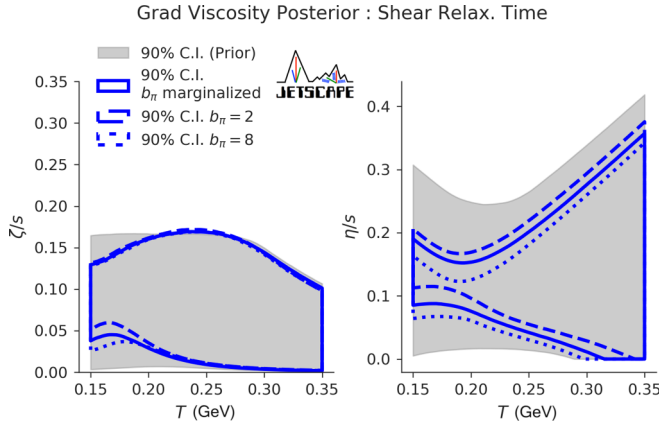 Grad Viscosity Posterior : Shear Relax. Time
90% C.I. (Prior)
90% C.I.
b_π marginalized
90% C.I. b_π = 2
90% C.I. b_π = 8
JETSCAPE
ζ/s
0.35
0.30
0.25
0.20
0.15
0.10
0.05
0.00
0.15 0.20 0.25 0.30 0.35
T (GeV)
η/s
0.4
0.3
0.2
0.1
0.0
0.15 0.20 0.25 0.30 0.35
T (GeV)